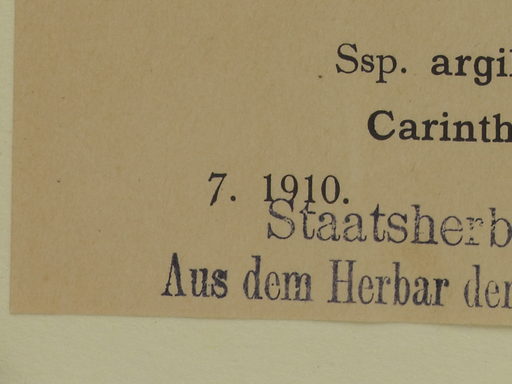 Ssp. argil
Carinth
7. 1910.
Staatsherb
Aus dem Herbar der